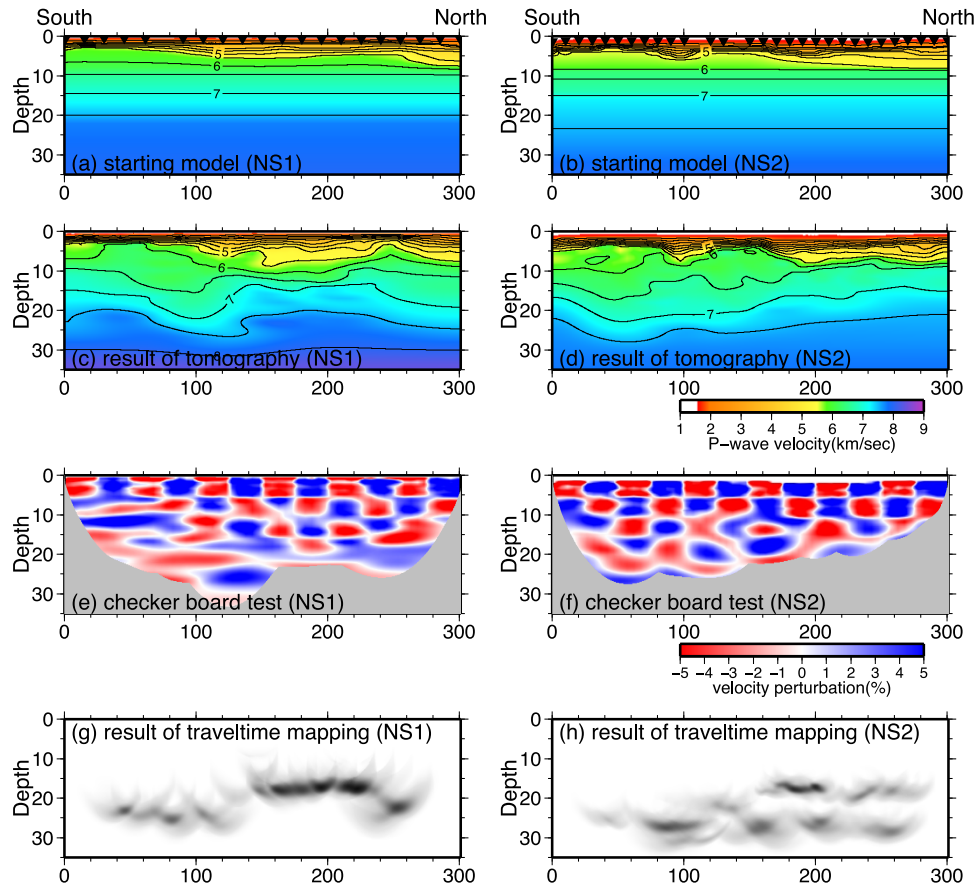 South North South North
0 10 20 30 Depth 5 6 7 (a) starting model (NS1) 0 100 200 300
0 10 20 30 Depth 5 6 7 (b) starting model (NS2) 0 100 200 300
0 10 20 30 Depth 5 6 7 8 (c) result of tomography (NS1) 0 100 200 300
0 10 20 30 Depth 5 6 7 (d) result of tomography (NS2) 0 100 200 300
1 2 3 4 5 6 7 8 9
P-wave velocity(km/sec)
0 10 20 30 Depth (e) checker board test (NS1) 0 100 200 300
0 10 20 30 Depth (f) checker board test (NS2) 0 100 200 300
−5 −4 −3 −2 −1 0 1 2 3 4 5
velocity perturbation(%)
0 10 20 30 Depth (g) result of traveltime mapping (NS1) 0 100 200 300
0 10 20 30 Depth (h) result of traveltime mapping (NS2) 0 100 200 300